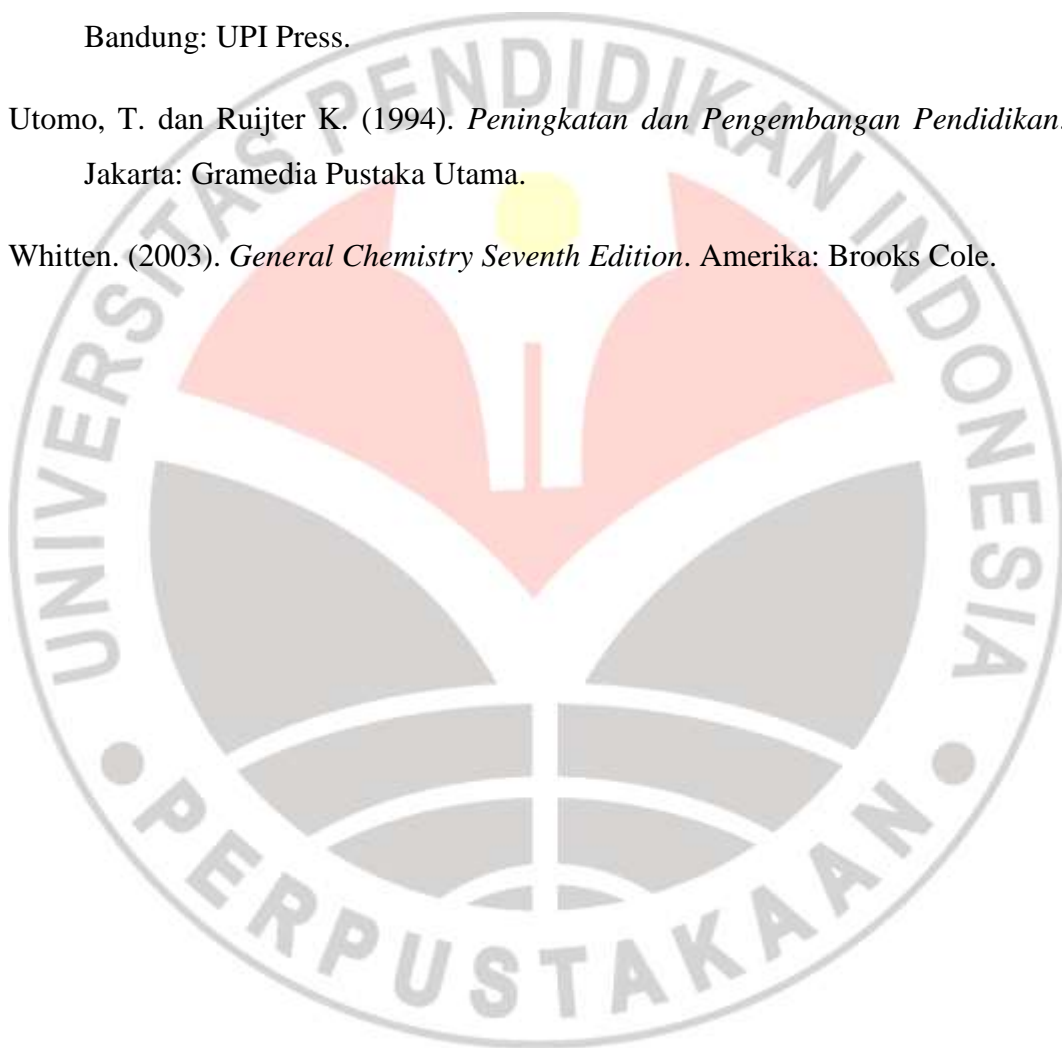 Bandung: UPI Press.
Utomo, T. dan Ruijter K. (1994). Peningkatan dan Pengembangan Pendidikan.
Jakarta: Gramedia Pustaka Utama.
Whitten. (2003). General Chemistry Seventh Edition. Amerika: Brooks Cole.
UNIVERSITAS PENDIDIKAN INDONESIA
PERPUSTAKAAN